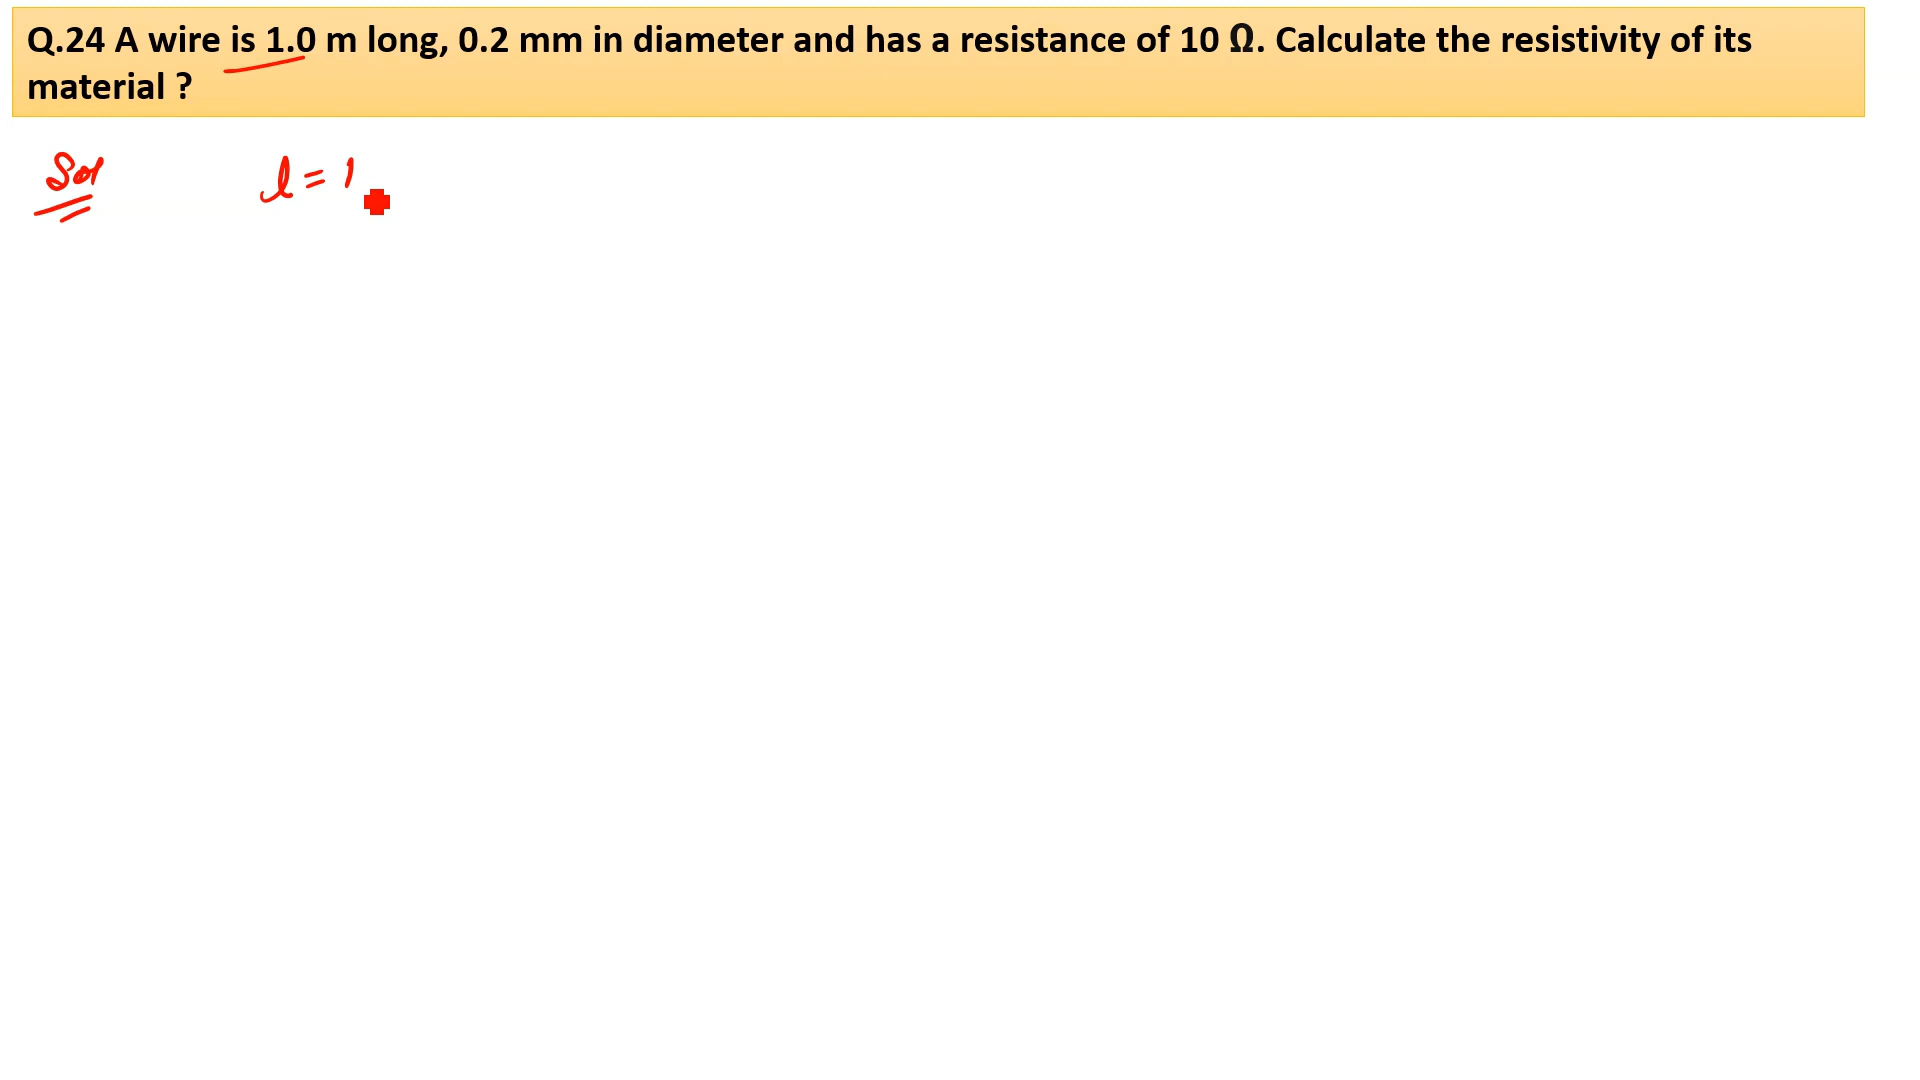 Q.24 A wire is 1.0 m long, 0.2 mm in diameter and has a resistance of 10 Ω. Calculate the resistivity of its
material ?
Sol l = 1